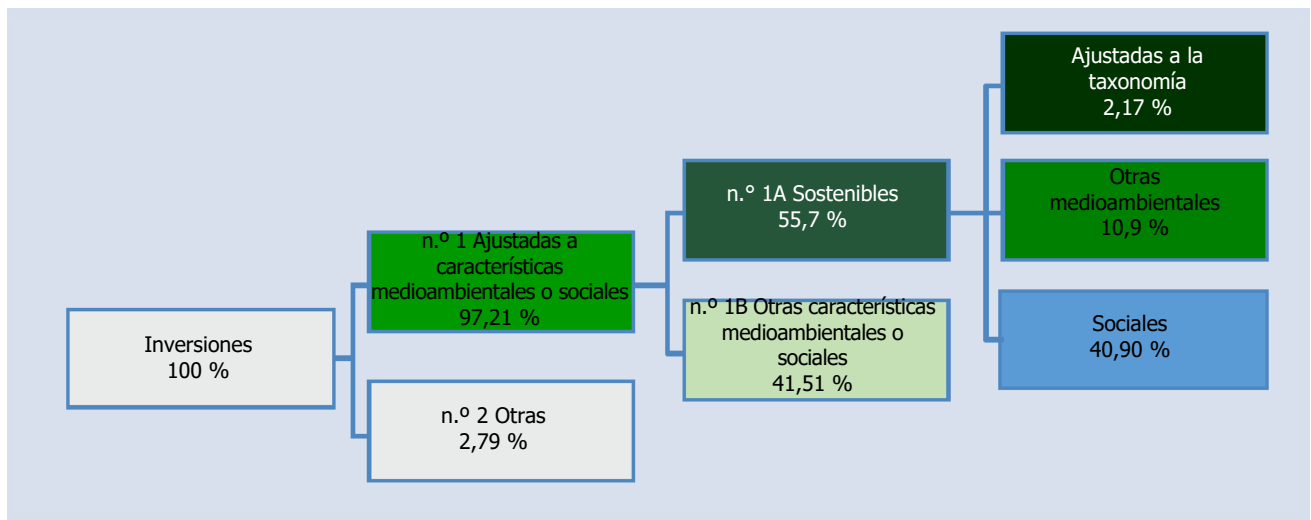 Inversiones
100 %
n.º 1 Ajustadas a
características
medioambientales o sociales
97,21 %
n.º 2 Otras
2,79 %
n.° 1A Sostenibles
55,7 %
n.º 1B Otras características
medioambientales o
sociales
41,51 %
Ajustadas a la
taxonomía
2,17 %
Otras
medioambientales
10,9 %
Sociales
40,90 %